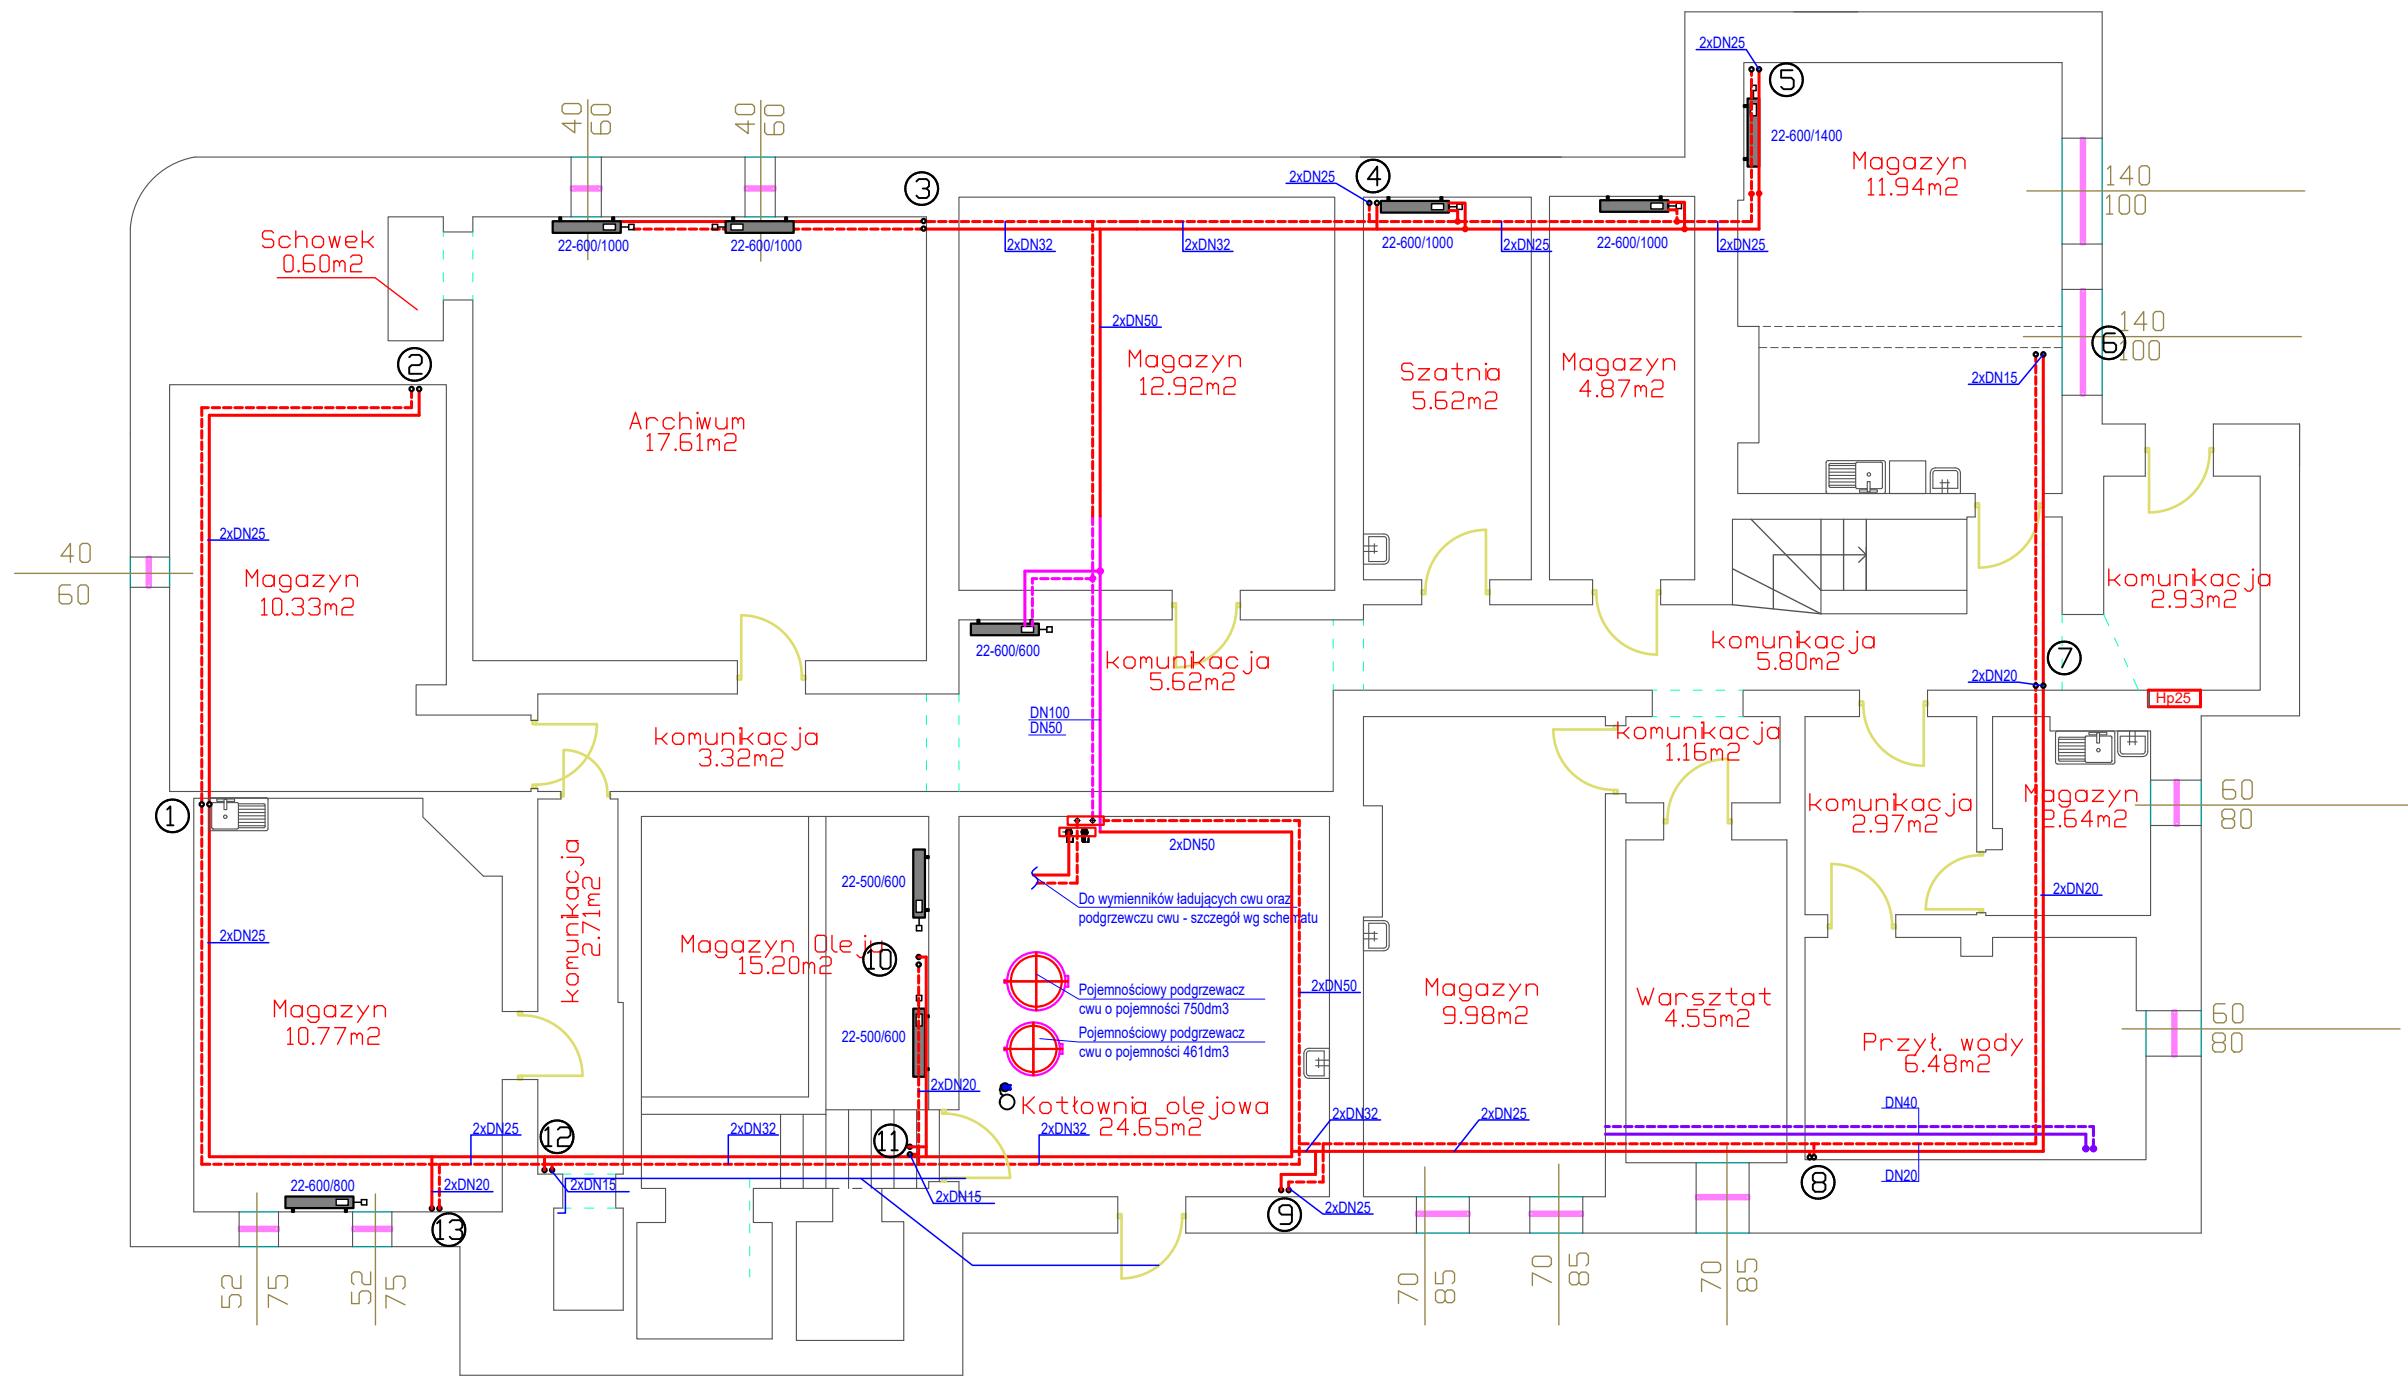 2xDN25
5
40
60
40
60
22-600/1400
Magazyn
11.94m2
140
100
3
4
2xDN25
Schowek
0.60m2
22-600/1000
22-600/1000
2xDN32
2xDN32
22-600/1000
2xDN25
22-600/1000
2xDN25
2xDN50
140
100
6
2
2xDN15
Magazyn
12.92m2
Szatnia
5.62m2
Magazyn
4.87m2
Archiwum
17.61m2
2xDN25
40
60
Magazyn
10.33m2
komunikacja
2.93m2
22-600/600
komunikacja
5.62m2
komunikacja
5.80m2
7
2xDN20
Hp25
DN100
DN50
komunikacja
3.32m2
komunikacja
1.16m2
1
komunikacja
2.97m2
Magazyn
2.64m2
60
80
2xDN50
komunikacja
2.71m2
22-500/600
Do wymienników ładujących cwu oraz
podgrzewczu cwu - szczegół wg schematu
2xDN20
2xDN25
Magazyn Oleju
15.20m2
10
Pojemnościowy podgrzewacz
cwu o pojemności 750dm3
2xDN50
Magazyn
10.77m2
22-500/600
Pojemnościowy podgrzewacz
cwu o pojemności 461dm3
Magazyn
9.98m2
Warsztat
4.55m2
Przył. wody
6.48m2
60
80
2xDN20
Kotłownia olejowa
24.65m2
DN40
2xDN25
12
2xDN32
11
2xDN32
2xDN32
2xDN25
22-600/800
2xDN20
2xDN15
2xDN15
2xDN25
DN20
8
13
9
52
75
52
75
70
85
70
85
70
85